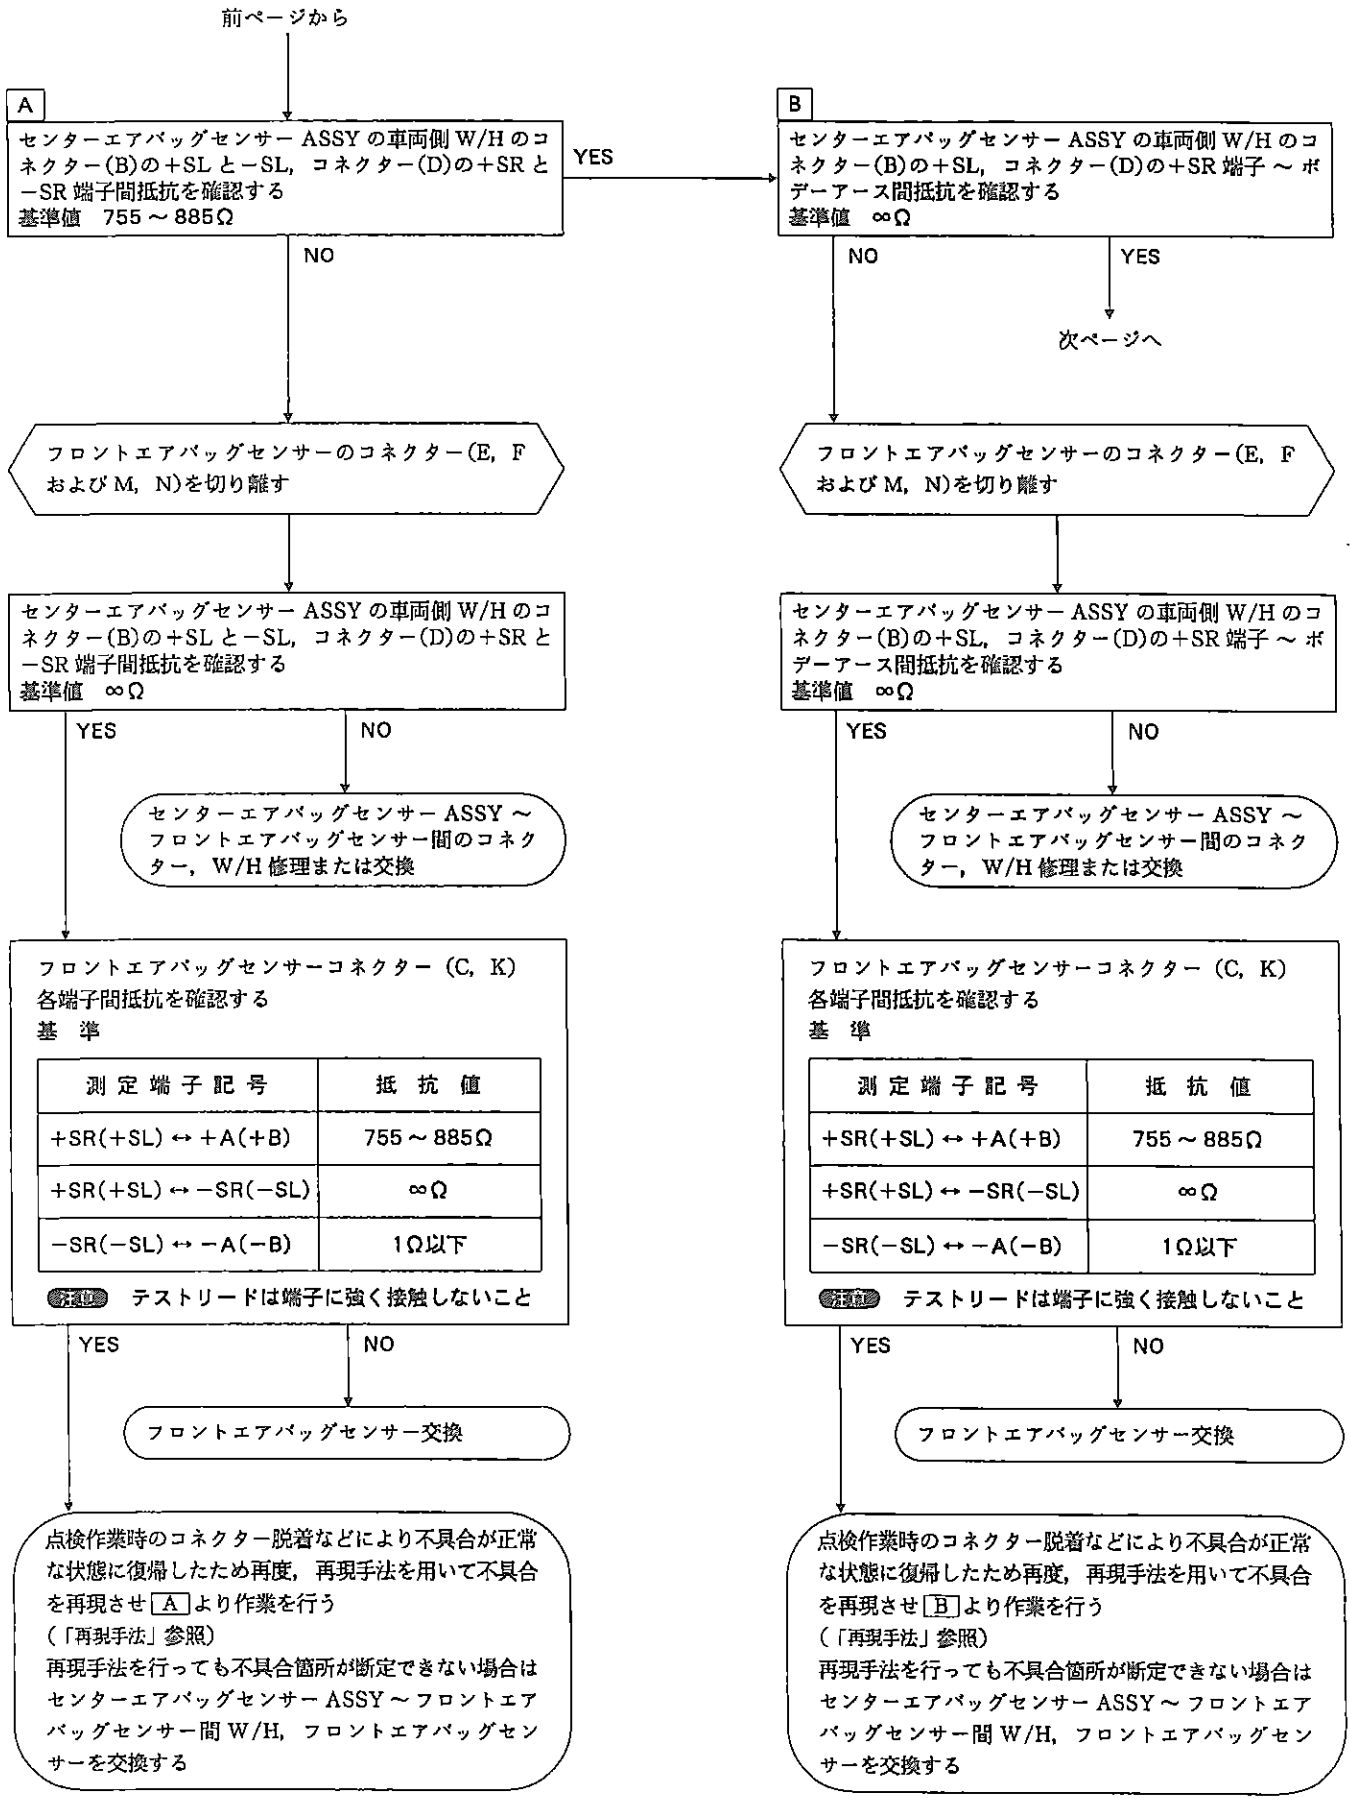 前ページから
A
センターエアバッグセンサー ASSY の車両側 W/H のコ
ネクター(B)の+SL と-SL, コネクター(D)の+SR と
-SR 端子間抵抗を確認する
基準値 755～885Ω
YES
NO
B
センターエアバッグセンサー ASSY の車両側 W/H のコ
ネクター(B)の+SL, コネクター(D)の+SR 端子～ボ
デーアース間抵抗を確認する
基準値 ∞Ω
NO
YES
次ページへ
フロントエアバッグセンサーのコネクター(E, F
および M, N)を切り離す
センターエアバッグセンサー ASSY の車両側 W/H のコ
ネクター(B)の+SL と-SL, コネクター(D)の+SR と
-SR 端子間抵抗を確認する
基準値 ∞Ω
YES
NO
センターエアバッグセンサー ASSY～
フロントエアバッグセンサー間のコネク
ター, W/H 修理または交換
フロントエアバッグセンサーコネクター (C, K)
各端子間抵抗を確認する
基 準
測定端子記号 抵抗値
+SR(+SL)↔+A(+B) 755～885Ω
+SR(+SL)↔-SR(-SL) ∞Ω
-SR(-SL)↔-A(-B) 1Ω以下
注意 テストリードは端子に強く接触しないこと
YES
NO
フロントエアバッグセンサー交換
点検作業時のコネクター脱着などにより不具合が正常
な状態に復帰したため再度, 再現手法を用いて不具合
を再現させ A より作業を行う
(「再現手法」参照)
再現手法を行っても不具合箇所が断定できない場合は
センターエアバッグセンサー ASSY～フロントエア
バッグセンサー間 W/H, フロントエアバッグセン
サーを交換する
フロントエアバッグセンサーのコネクター(E, F
および M, N)を切り離す
センターエアバッグセンサー ASSY の車両側 W/H のコ
ネクター(B)の+SL, コネクター(D)の+SR 端子～ボ
デーアース間抵抗を確認する
基準値 ∞Ω
YES
NO
センターエアバッグセンサー ASSY～
フロントエアバッグセンサー間のコネク
ター, W/H 修理または交換
フロントエアバッグセンサーコネクター (C, K)
各端子間抵抗を確認する
基 準
測定端子記号 抵抗値
+SR(+SL)↔+A(+B) 755～885Ω
+SR(+SL)↔-SR(-SL) ∞Ω
-SR(-SL)↔-A(-B) 1Ω以下
注意 テストリードは端子に強く接触しないこと
YES
NO
フロントエアバッグセンサー交換
点検作業時のコネクター脱着などにより不具合が正常
な状態に復帰したため再度, 再現手法を用いて不具合
を再現させ B より作業を行う
(「再現手法」参照)
再現手法を行っても不具合箇所が断定できない場合は
センターエアバッグセンサー ASSY～フロントエア
バッグセンサー間 W/H, フロントエアバッグセン
サーを交換する